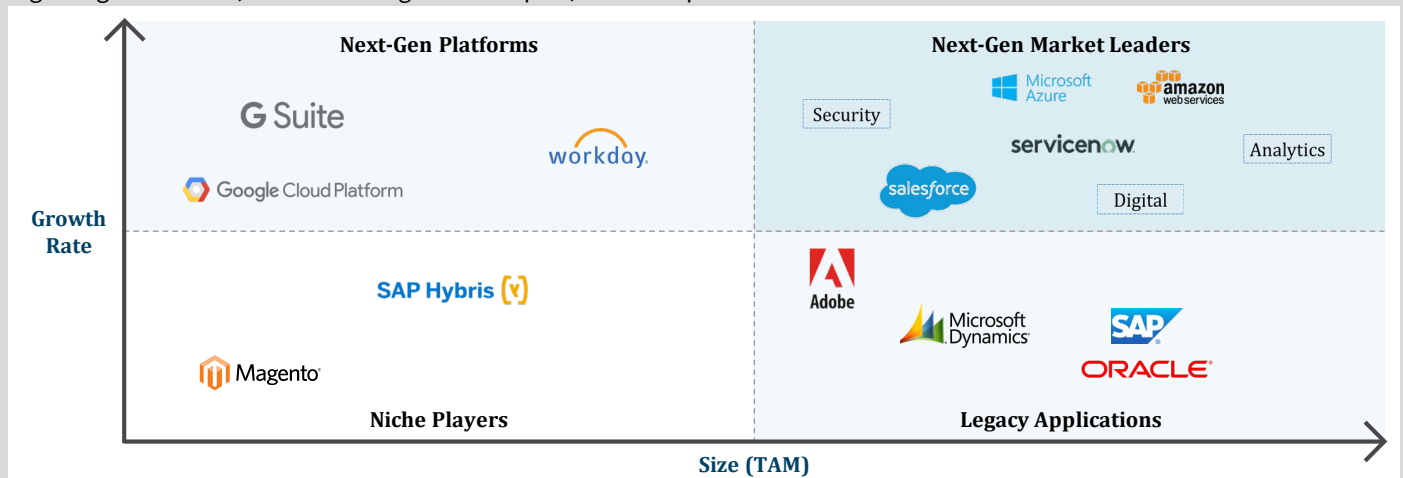 Next-Gen Platforms
Next-Gen Market Leaders
G Suite
workday.
Google Cloud Platform
Microsoft
Azure
amazon
web services
Security
servicenow
Analytics
salesforce
Digital
Growth
Rate
SAP Hybris
Magento
Adobe
Microsoft
Dynamics
SAP
ORACLE
Niche Players
Legacy Applications
Size (TAM)